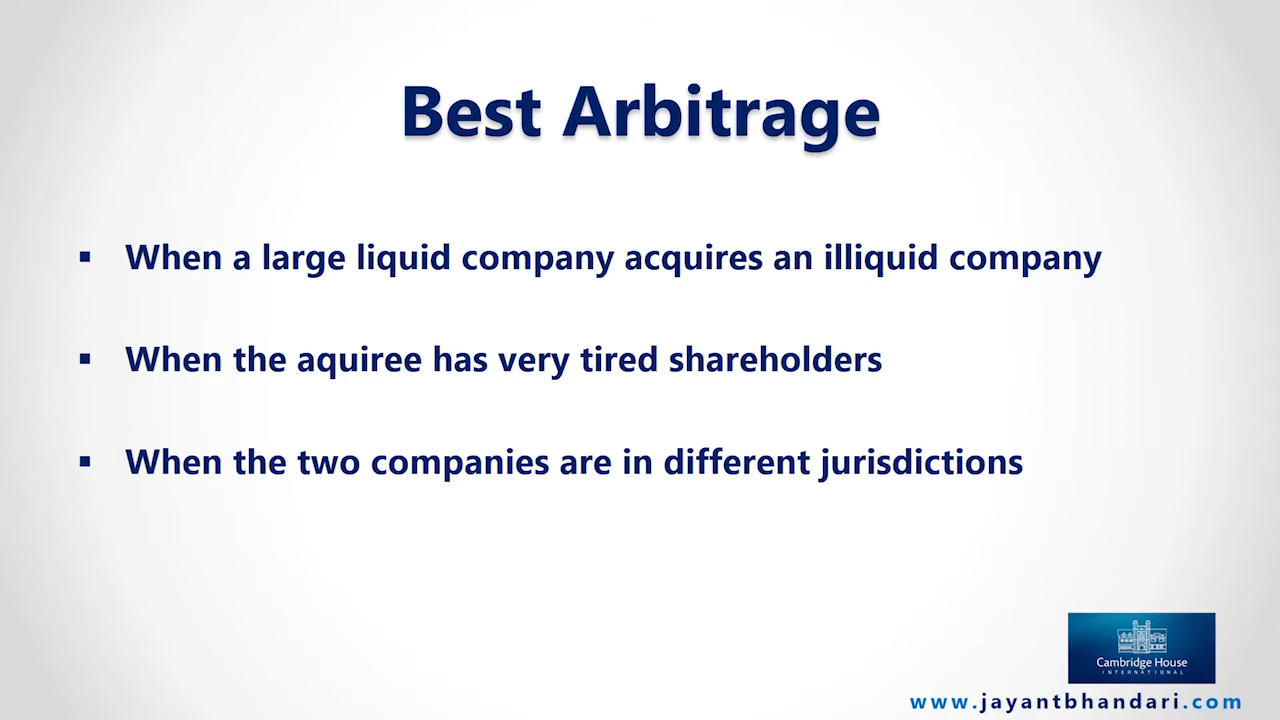 Best Arbitrage
▪ When a large liquid company acquires an illiquid company
▪ When the aquiree has very tired shareholders
▪ When the two companies are in different jurisdictions
Cambridge House
INTERNATIONAL
www.jayantbhandari.com